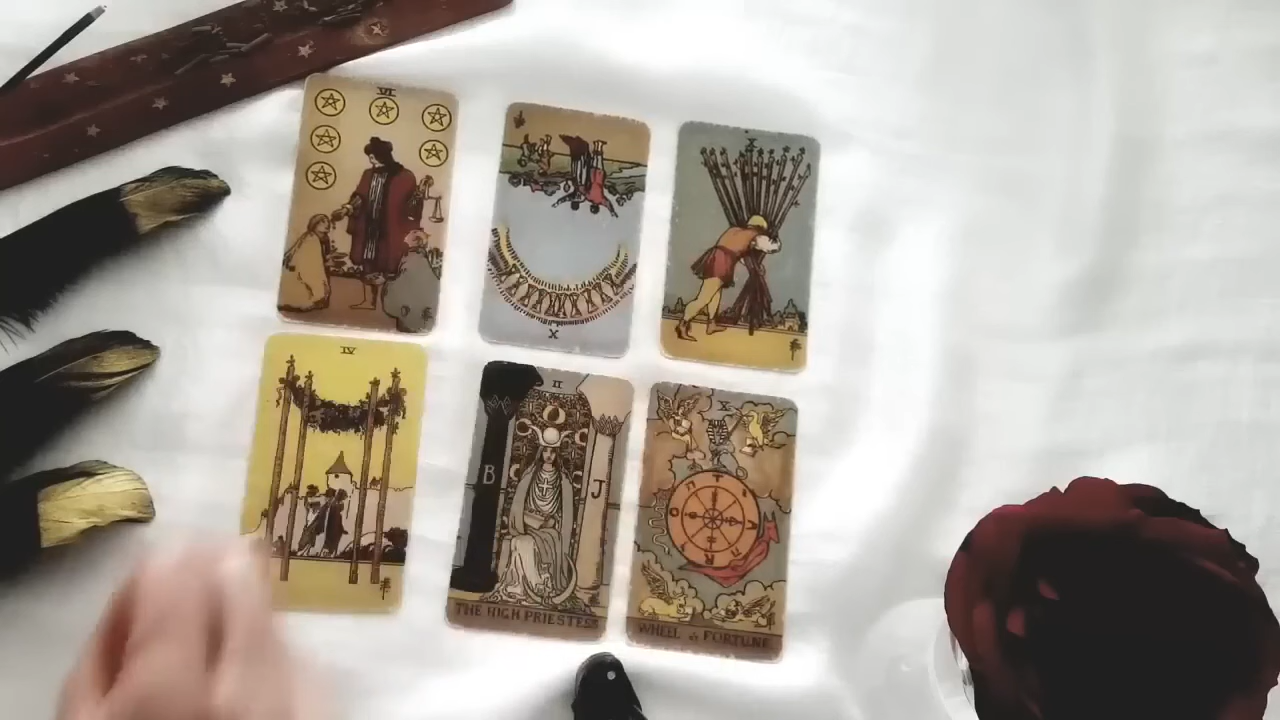 VI
X
X
IV
II
B J
THE HIGH PRIESTESS
X
WHEEL of FORTUNE